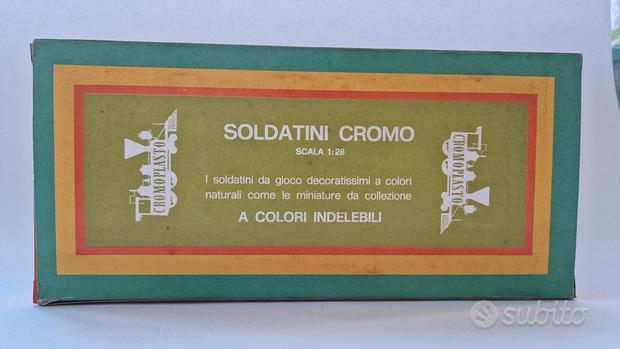 SOLDATINI CROMO
SCALA 1:28
I soldatini da gioco decoratissimi a colori
naturali come le miniature da collezione
A COLORI INDELEBILI
CROMOPLASTO
CROMOPLASTO
subito